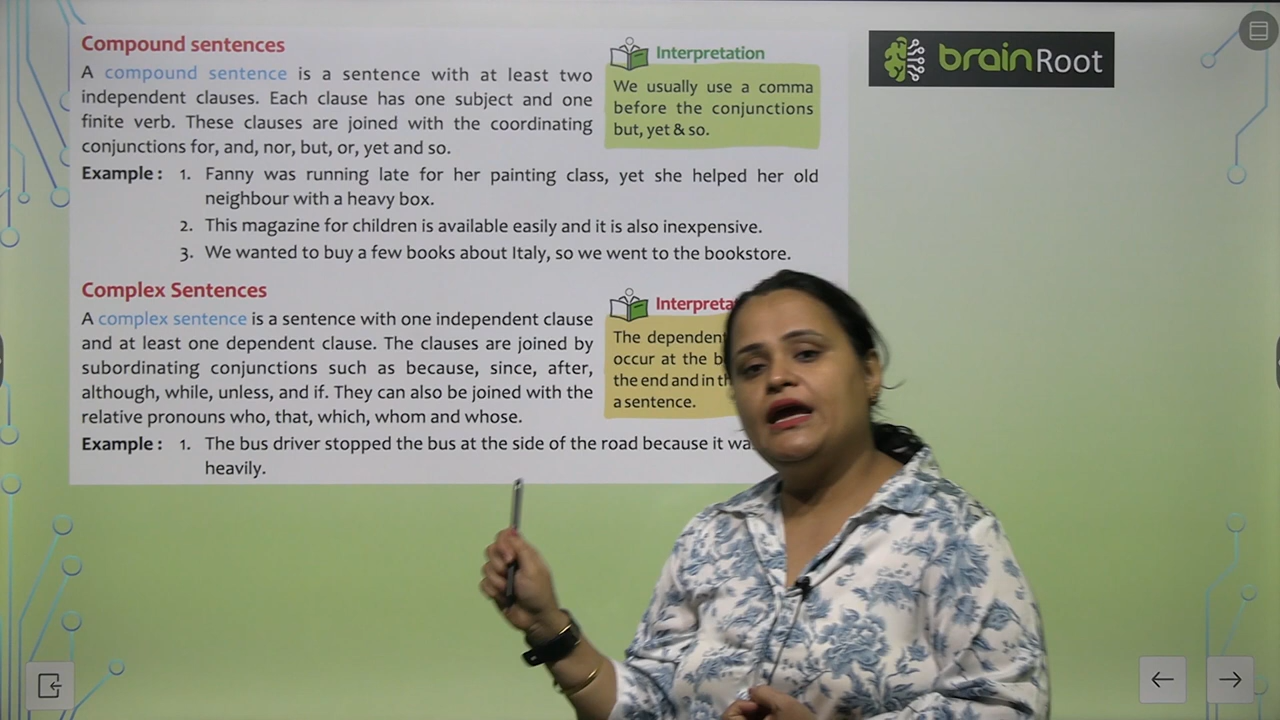 Compound sentences
A compound sentence is a sentence with at least two
independent clauses. Each clause has one subject and one
finite verb. These clauses are joined with the coordinating
conjunctions for, and, nor, but, or, yet and so.
Interpretation
We usually use a comma
before the conjunctions
but, yet & so.
Example : 1. Fanny was running late for her painting class, yet she helped her old
neighbour with a heavy box.
2. This magazine for children is available easily and it is also inexpensive.
3. We wanted to buy a few books about Italy, so we went to the bookstore.
Complex Sentences
A complex sentence is a sentence with one independent clause
and at least one dependent clause. The clauses are joined by
subordinating conjunctions such as because, since, after,
although, while, unless, and if. They can also be joined with the
relative pronouns who, that, which, whom and whose.
The dependent
occur at the
the end and in
a sentence.
Example : 1. The bus driver stopped the bus at the side of the road because it
heavily.
brainRoot